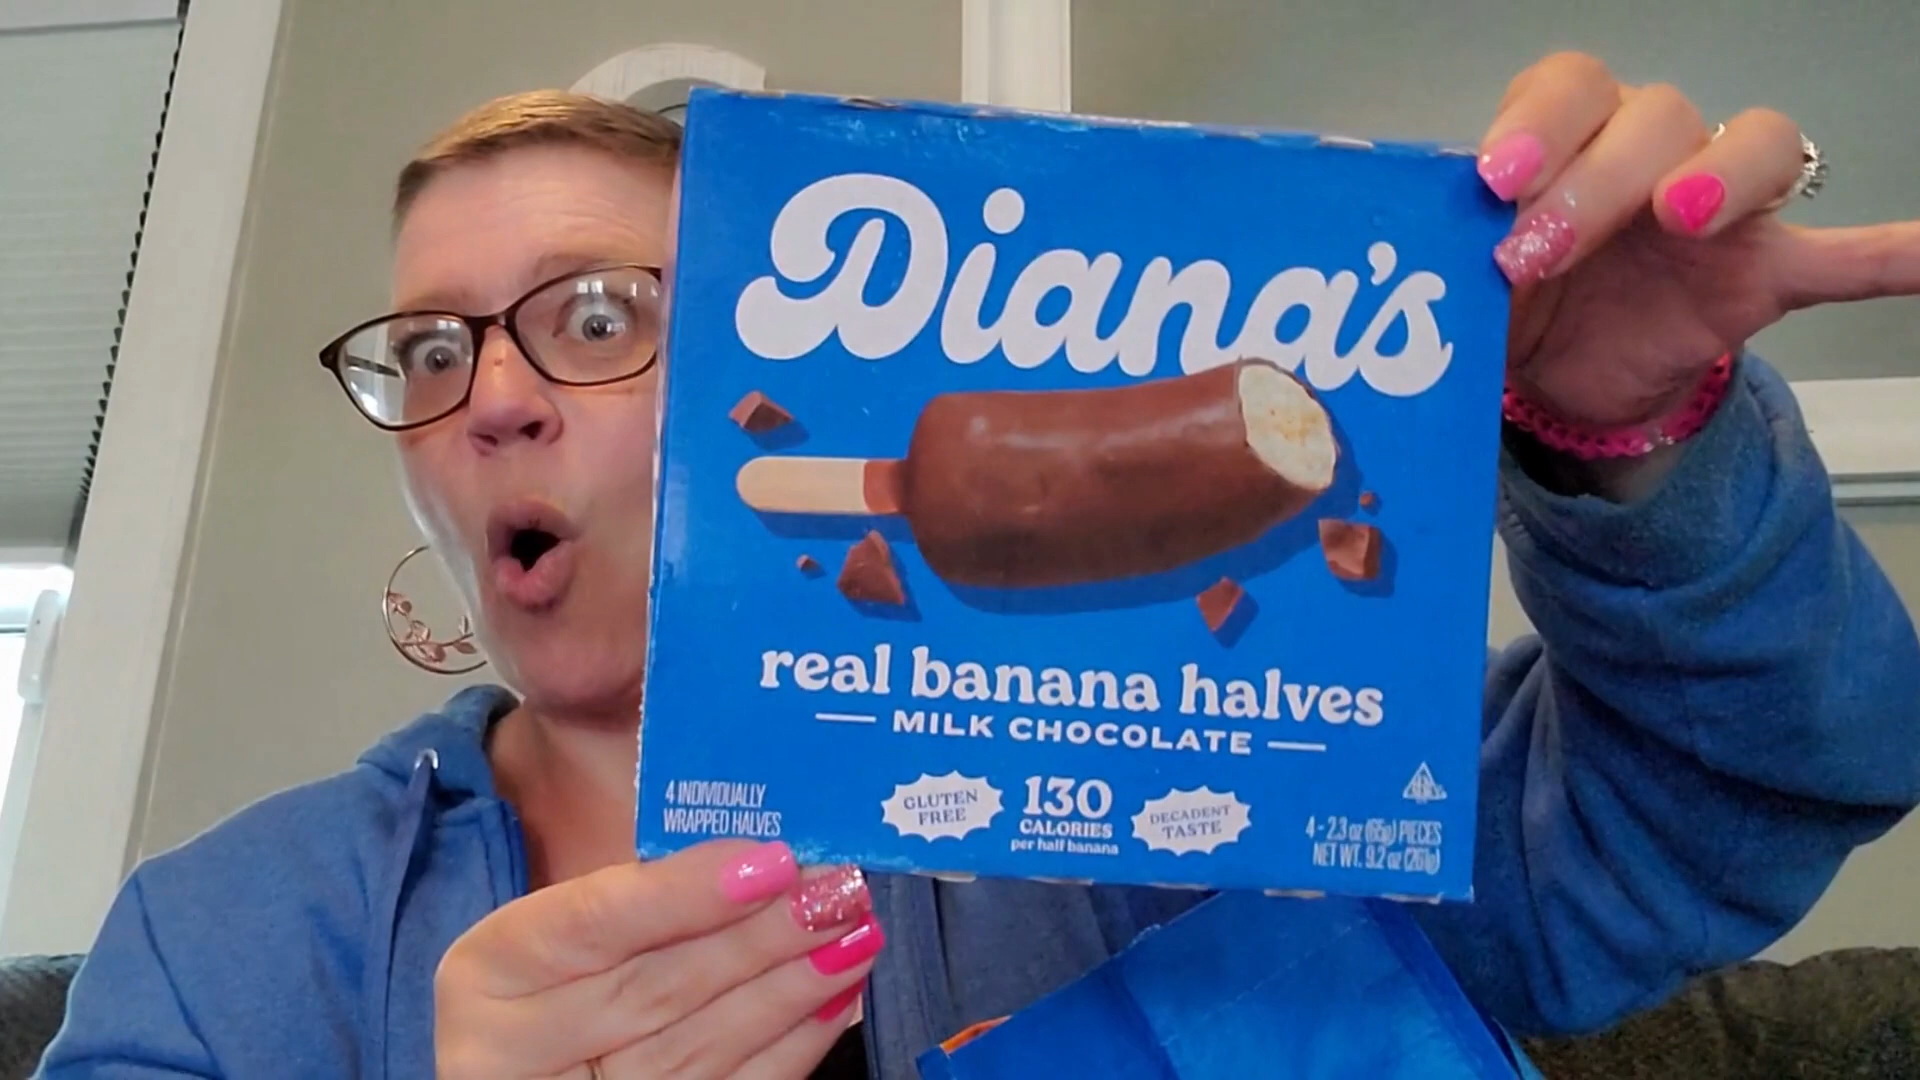 Diana's
real banana halves
MILK CHOCOLATE
4 INDIVIDUALLY
WRAPPED HALVES
GLUTEN
FREE
130
CALORIES
per half banana
DECADENT
TASTE
4 - 2.3 oz (65g) PIECES
NET WT. 9.2 oz (261g)